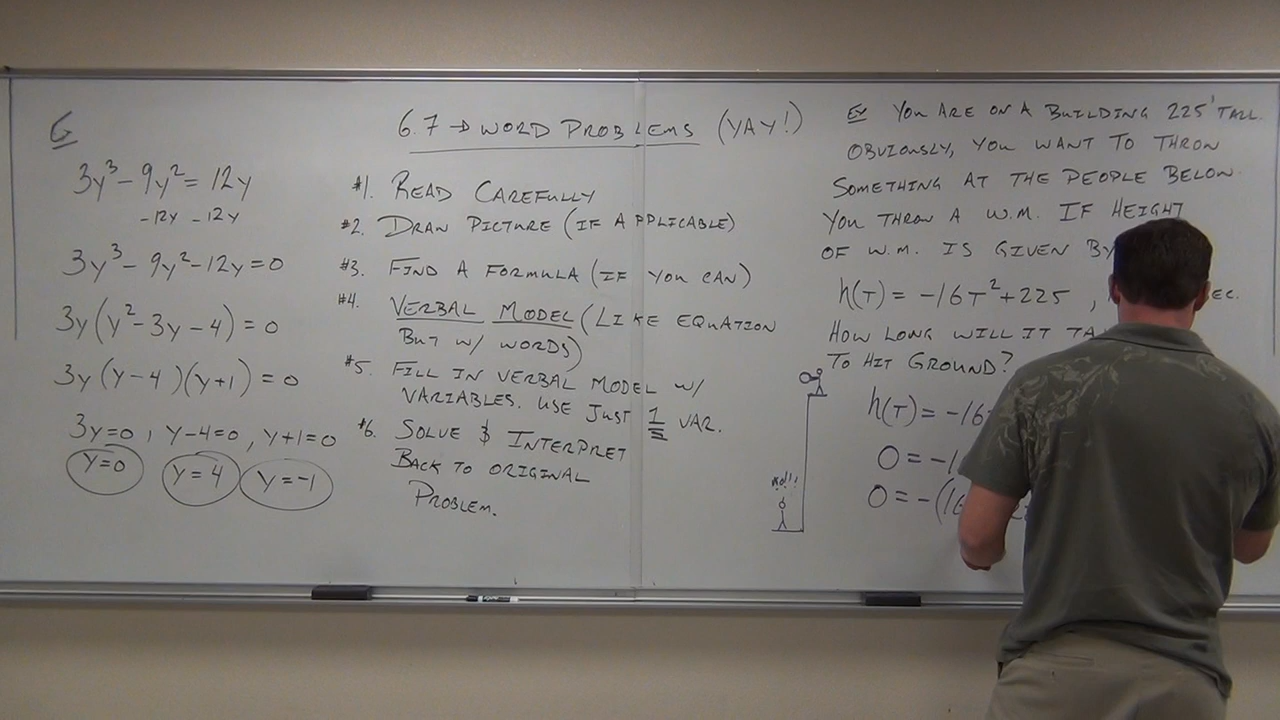 6
3y³ - 9y² = 12y
-12y -12y
3y³ - 9y² - 12y = 0
3y(y² - 3y - 4) = 0
3y(y-4)(y+1) = 0
3y=0, y-4=0, y+1=0
y=0 y=4 y=-1
6.7 → WORD PROBLEMS (YAY!)
#1. READ CAREFULLY
#2. DRAW PICTURE (IF APPLICABLE)
#3. FIND A FORMULA (IF YOU CAN)
#4. VERBAL MODEL (LIKE EQUATION
BUT W/ WORDS)
#5. FILL IN VERBAL MODEL W/
VARIABLES. USE JUST 1 VAR.
#6. SOLVE & INTERPRET
BACK TO ORIGINAL
PROBLEM.
EX YOU ARE ON A BUILDING 225' TALL.
OBVIOUSLY, YOU WANT TO THROW
SOMETHING AT THE PEOPLE BELOW.
YOU THROW A W.M. IF HEIGHT
OF W.M. IS GIVEN BY
h(T) = -16T² + 225 , EC.
HOW LONG WILL IT TA
TO HIT GROUND?
NO!!
h(T) = -16
0 = -1
0 = -(16